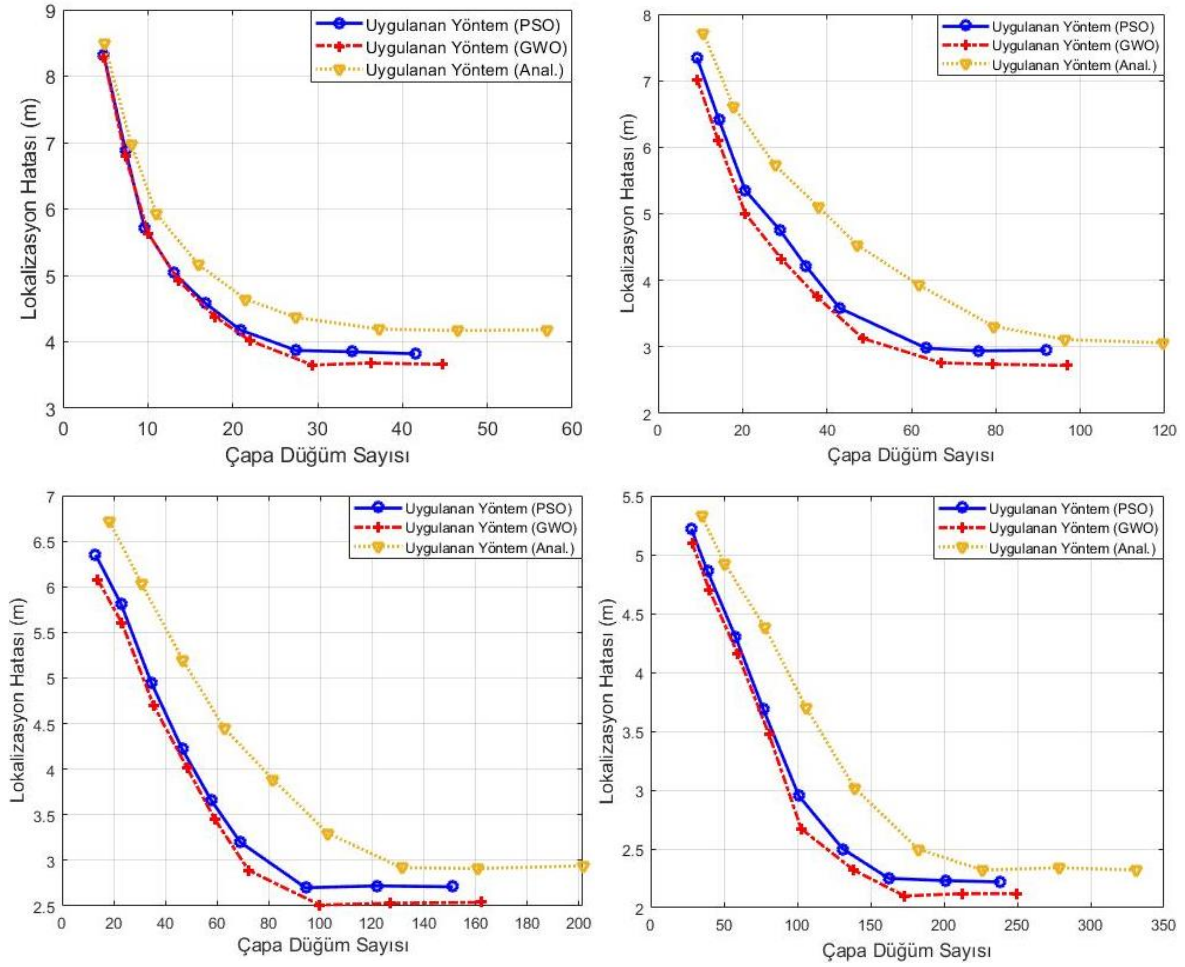 9
8
7
6
5
4
3
0 10 20 30 40 50 60
Lokalizasyon Hatası (m)
Çapa Düğüm Sayısı
Uygulanan Yöntem (PSO)
Uygulanan Yöntem (GWO)
Uygulanan Yöntem (Anal.)
8
7
6
5
4
3
2
0 20 40 60 80 100 120
Lokalizasyon Hatası (m)
Çapa Düğüm Sayısı
Uygulanan Yöntem (PSO)
Uygulanan Yöntem (GWO)
Uygulanan Yöntem (Anal.)
7
6.5
6
5.5
5
4.5
4
3.5
3
2.5
0 20 40 60 80 100 120 140 160 180 200
Lokalizasyon Hatası (m)
Çapa Düğüm Sayısı
Uygulanan Yöntem (PSO)
Uygulanan Yöntem (GWO)
Uygulanan Yöntem (Anal.)
5.5
5
4.5
4
3.5
3
2.5
2
0 50 100 150 200 250 300 350
Lokalizasyon Hatası (m)
Çapa Düğüm Sayısı
Uygulanan Yöntem (PSO)
Uygulanan Yöntem (GWO)
Uygulanan Yöntem (Anal.)